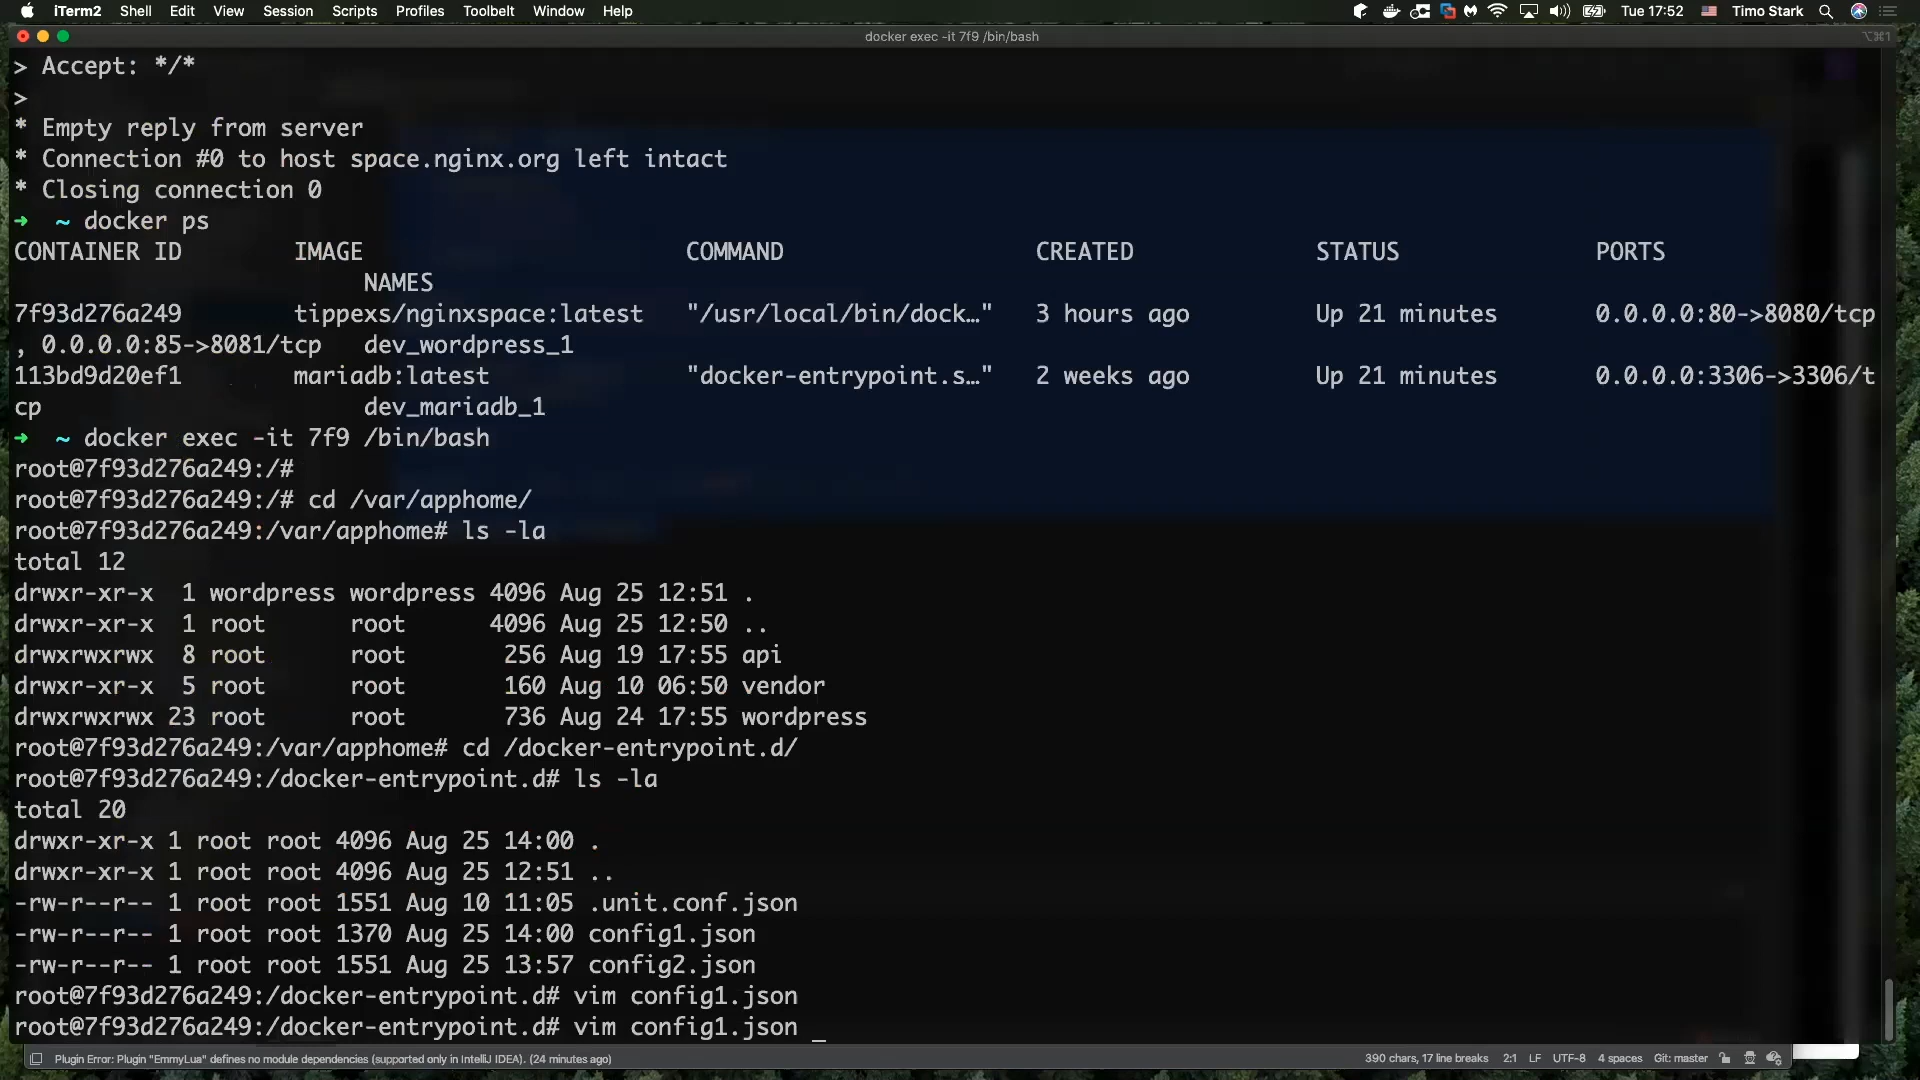 iTerm2 Shell Edit View Session Scripts Profiles Toolbelt Window Help Tue 17:52 Timo Stark
docker exec -it 7f9 /bin/bash ⌥⌘1
> Accept: */*
>
* Empty reply from server
* Connection #0 to host space.nginx.org left intact
* Closing connection 0
➜ ~ docker ps
CONTAINER ID IMAGE COMMAND CREATED STATUS PORTS
NAMES
7f93d276a249 tippexs/nginxspace:latest "/usr/local/bin/dock…" 3 hours ago Up 21 minutes 0.0.0.0:80->8080/tcp
, 0.0.0.0:85->8081/tcp dev_wordpress_1
113bd9d20ef1 mariadb:latest "docker-entrypoint.s…" 2 weeks ago Up 21 minutes 0.0.0.0:3306->3306/t
cp dev_mariadb_1
➜ ~ docker exec -it 7f9 /bin/bash
root@7f93d276a249:/#
root@7f93d276a249:/# cd /var/apphome/
root@7f93d276a249:/var/apphome# ls -la
total 12
drwxr-xr-x 1 wordpress wordpress 4096 Aug 25 12:51 .
drwxr-xr-x 1 root root 4096 Aug 25 12:50 ..
drwxrwxrwx 8 root root 256 Aug 19 17:55 api
drwxr-xr-x 5 root root 160 Aug 10 06:50 vendor
drwxrwxrwx 23 root root 736 Aug 24 17:55 wordpress
root@7f93d276a249:/var/apphome# cd /docker-entrypoint.d/
root@7f93d276a249:/docker-entrypoint.d# ls -la
total 20
drwxr-xr-x 1 root root 4096 Aug 25 14:00 .
drwxr-xr-x 1 root root 4096 Aug 25 12:51 ..
-rw-r--r-- 1 root root 1551 Aug 10 11:05 .unit.conf.json
-rw-r--r-- 1 root root 1370 Aug 25 14:00 config1.json
-rw-r--r-- 1 root root 1551 Aug 25 13:57 config2.json
root@7f93d276a249:/docker-entrypoint.d# vim config1.json
root@7f93d276a249:/docker-entrypoint.d# vim config1.json _
Plugin Error: Plugin "EmmyLua" defines no module dependencies (supported only in IntelliJ IDEA). (24 minutes ago) 390 chars, 17 line breaks 2:1 LF UTF-8 4 spaces Git: master